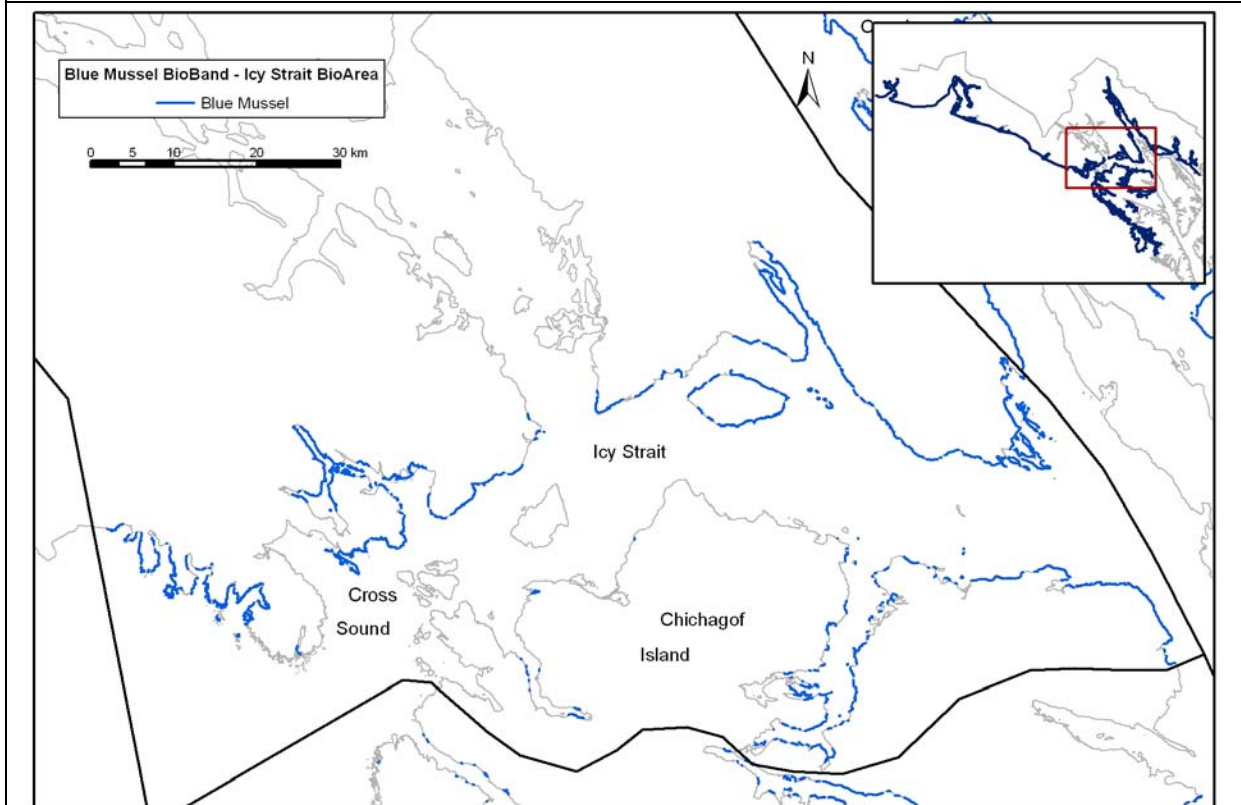 Blue Mussel BioBand - Icy Strait BioArea
Blue Mussel
0 5 10 20 30 km
N
Icy Strait
Cross
Sound
Chichagof
Island